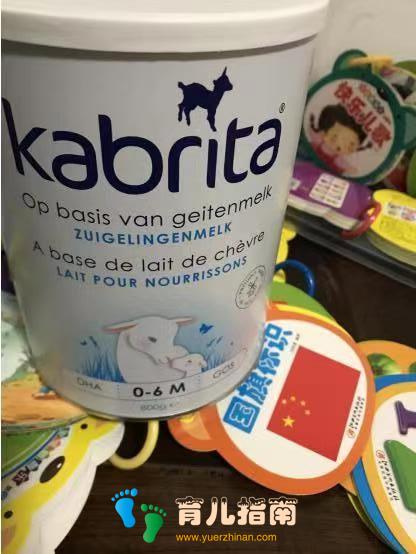 kabrita®
Op basis van geitenmelk
ZUIGELINGENMELK
A base de lait de chèvre
LAIT POUR NOURRISSONS
DHA 0-6 M GOS
800g e
快乐儿歌
国旗标识
育儿指南
www.yuerzhinan.com